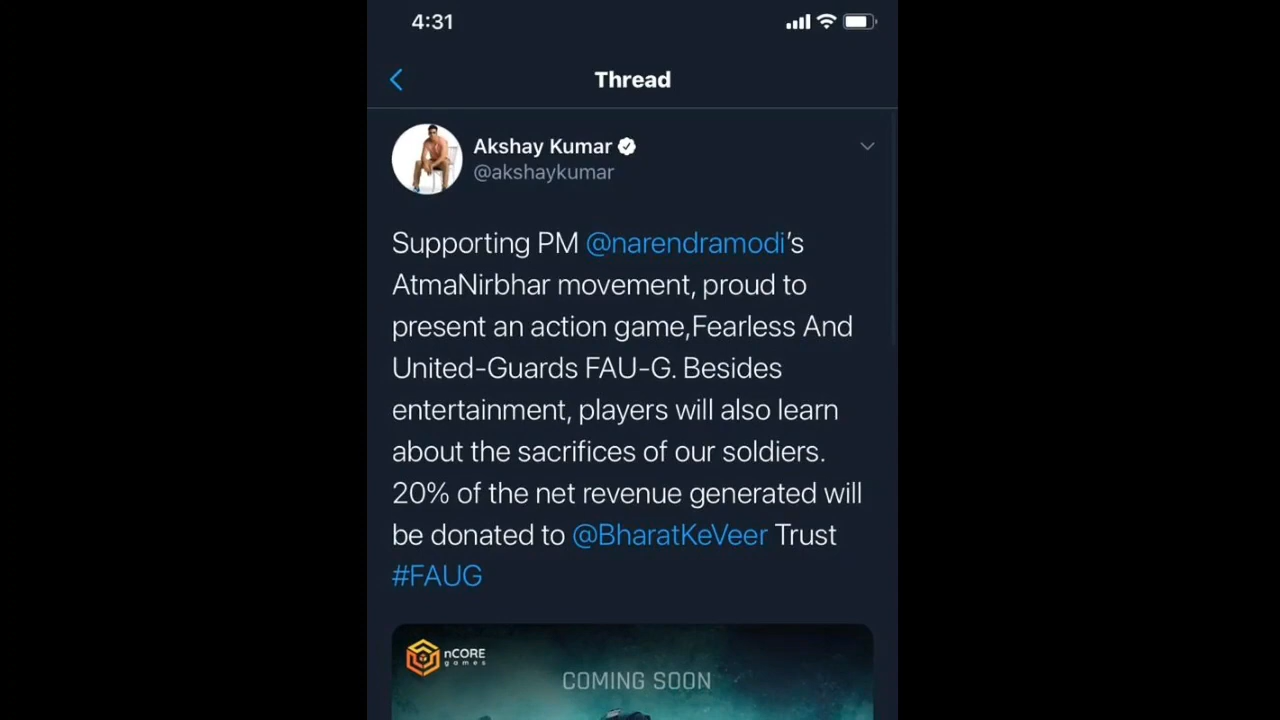 4:31
Thread
Akshay Kumar
@akshaykumar
Supporting PM @narendramodi's
AtmaNirbhar movement, proud to
present an action game,Fearless And
United-Guards FAU-G. Besides
entertainment, players will also learn
about the sacrifices of our soldiers.
20% of the net revenue generated will
be donated to @BharatKeVeer Trust
#FAUG
nCORE
games
COMING SOON